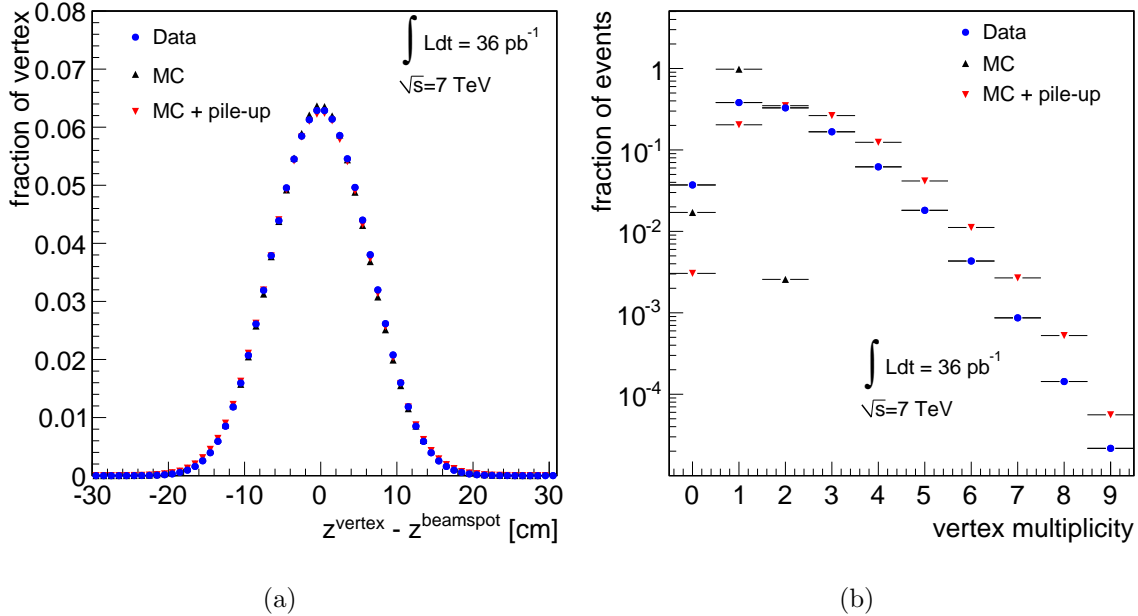 0.08
0.07
0.06
0.05
0.04
0.03
0.02
0.01
0
fraction of vertex
Data
MC
MC + pile-up
∫ Ldt = 36 pb⁻¹
√s=7 TeV
-30 -20 -10 0 10 20 30
z^vertex - z^beamspot [cm]
(a)
1
10⁻¹
10⁻²
10⁻³
10⁻⁴
fraction of events
Data
MC
MC + pile-up
∫ Ldt = 36 pb⁻¹
√s=7 TeV
0 1 2 3 4 5 6 7 8 9
vertex multiplicity
(b)